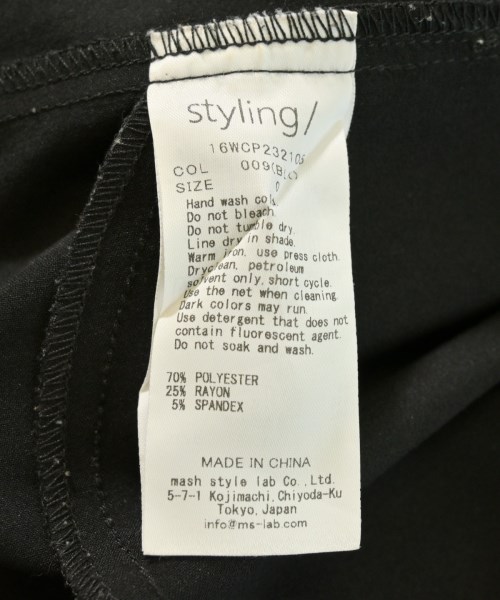 styling/
16WCP232105
COL 009(BLK)
SIZE 0
Hand wash cold.
Do not bleach.
Do not tumble dry.
Line dry in shade.
Warm iron, use press cloth.
Dryclean, petroleum
solvent only, short cycle.
Use the net when cleaning.
Dark colors may run.
Use detergent that does not
contain fluorescent agent.
Do not soak and wash.
70% POLYESTER
25% RAYON
5% SPANDEX
MADE IN CHINA
mash style lab Co.,Ltd.
5-7-1 Kojimachi,Chiyoda-Ku
Tokyo,Japan
info@ms-lab.com